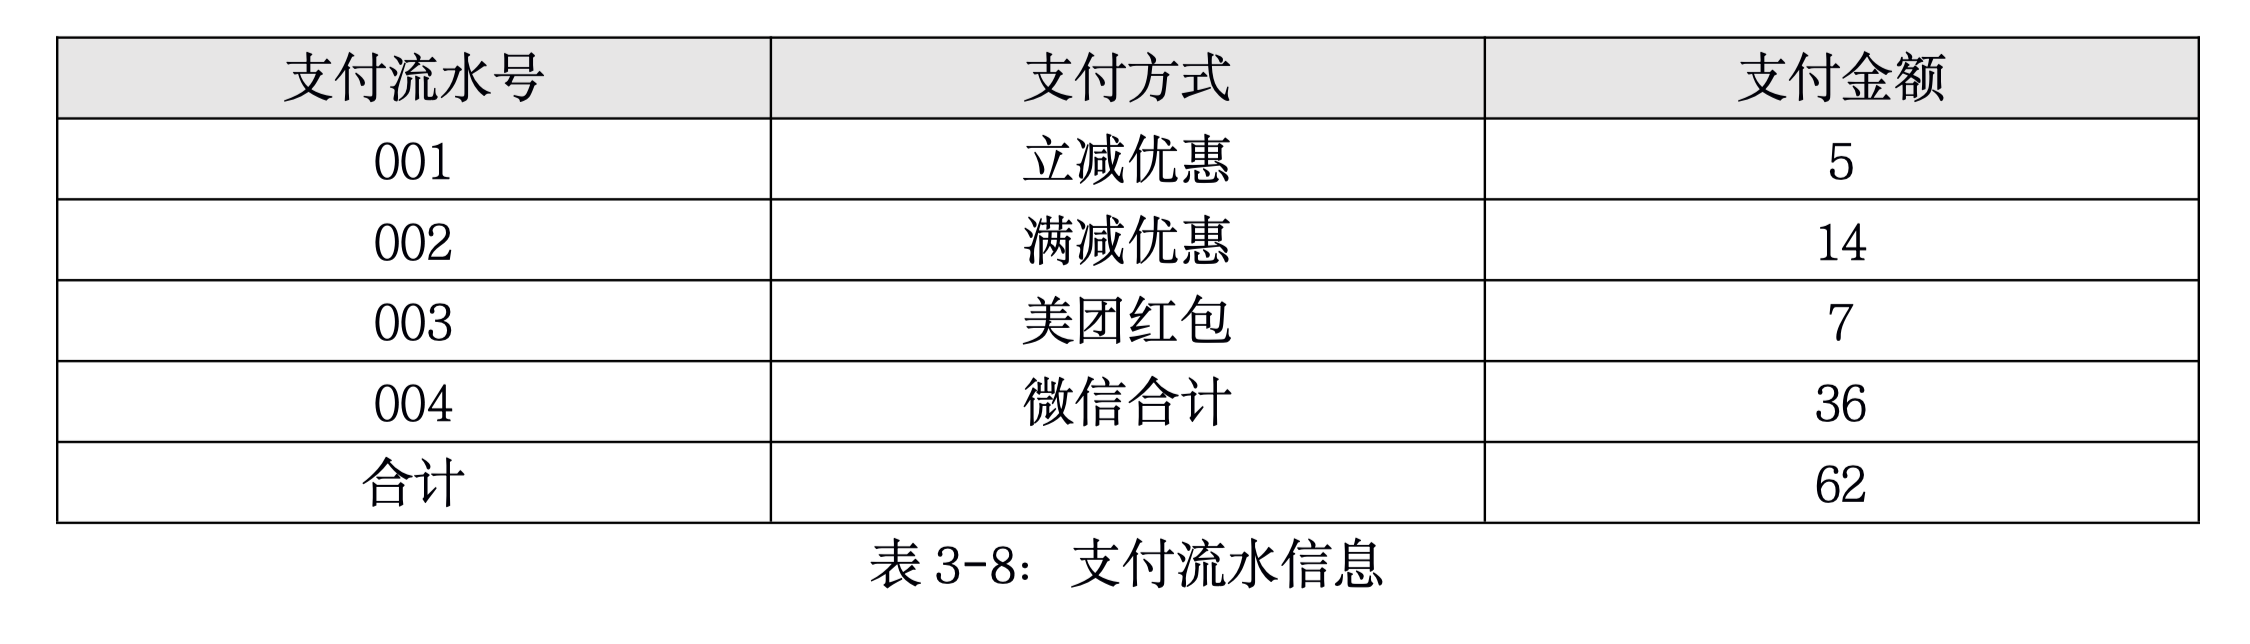 支付流水号 支付方式 支付金额
001 立减优惠 5
002 满减优惠 14
003 美团红包 7
004 微信合计 36
合计 62
表 3-8：支付流水信息